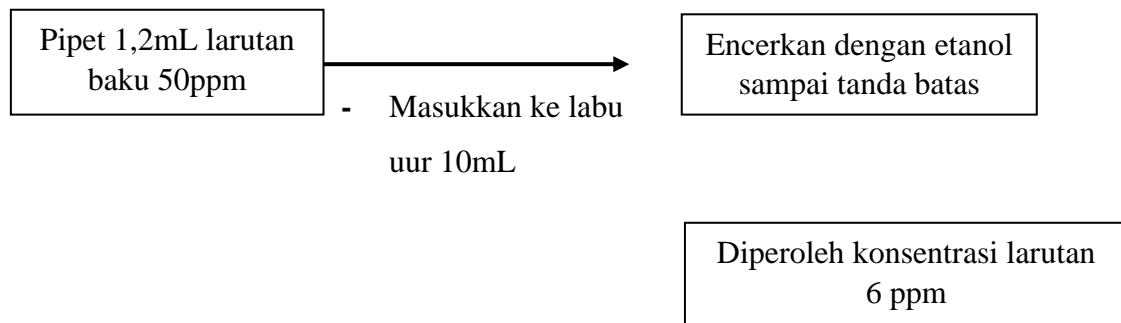 Pipet 1,2mL larutan
baku 50ppm
- Masukkan ke labu
uur 10mL
Encerkan dengan etanol
sampai tanda batas
Diperoleh konsentrasi larutan
6 ppm